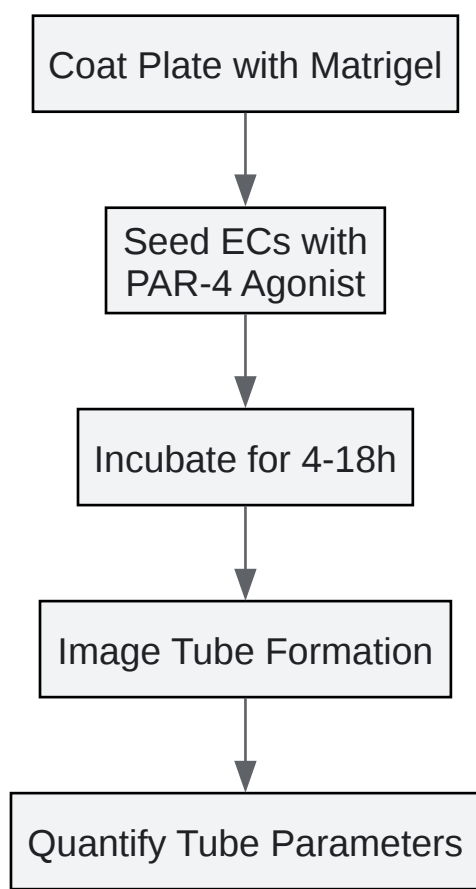 Coat Plate with Matrigel
Seed ECs with
PAR-4 Agonist
Incubate for 4-18h
Image Tube Formation
Quantify Tube Parameters